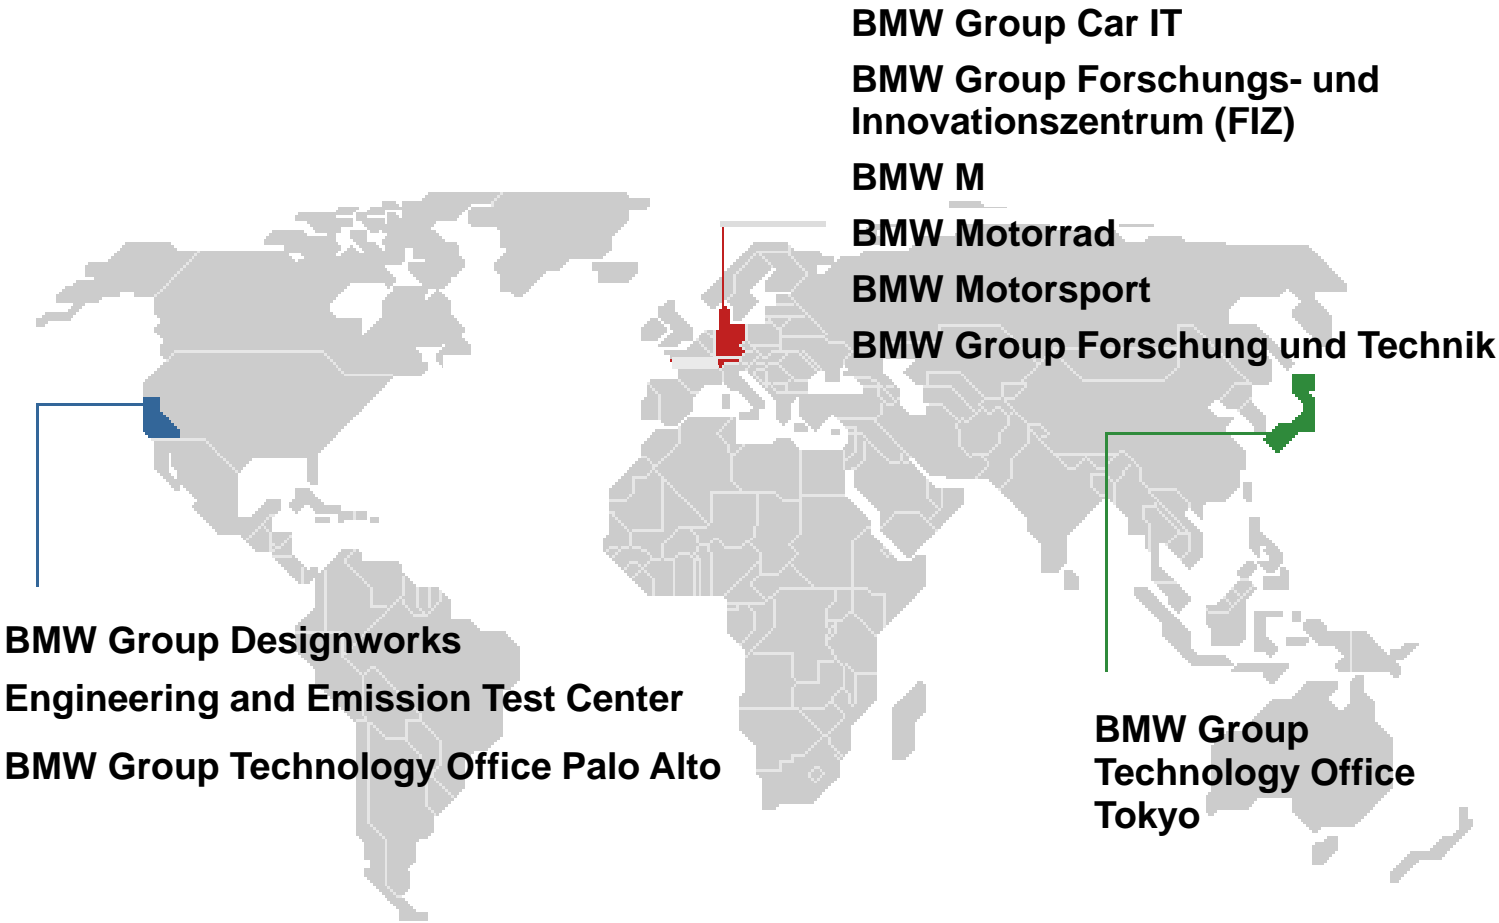 BMW Group Car IT
BMW Group Forschungs- und
Innovationszentrum (FIZ)
BMW M
BMW Motorrad
BMW Motorsport
BMW Group Forschung und Technik
BMW Group Designworks
Engineering and Emission Test Center
BMW Group Technology Office Palo Alto
BMW Group
Technology Office
Tokyo